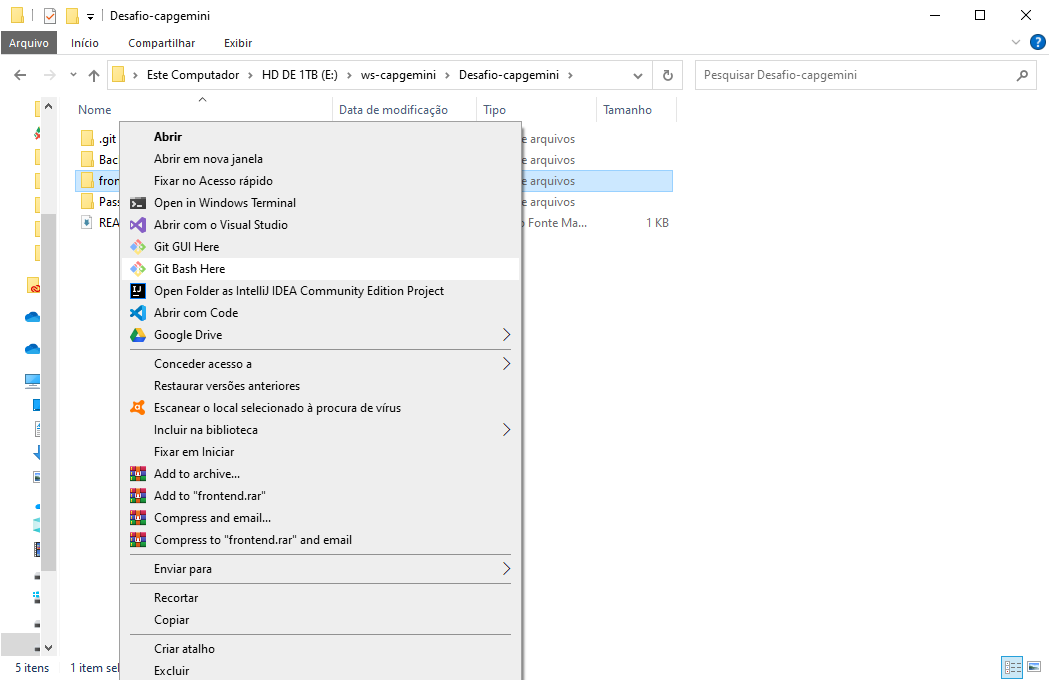 Desafio-capgemini
Arquivo Início Compartilhar Exibir
Este Computador HD DE 1TB (E:) ws-capgemini Desafio-capgemini
Pesquisar Desafio-capgemini
Nome Data de modificação Tipo Tamanho
.git e arquivos
Bac e arquivos
fron e arquivos
Pass e arquivos
REA o Fonte Ma... 1 KB
Abrir
Abrir em nova janela
Fixar no Acesso rápido
Open in Windows Terminal
Abrir com o Visual Studio
Git GUI Here
Git Bash Here
Open Folder as IntelliJ IDEA Community Edition Project
Abrir com Code
Google Drive
Conceder acesso a
Restaurar versões anteriores
Escanear o local selecionado à procura de vírus
Incluir na biblioteca
Fixar em Iniciar
Add to archive...
Add to "frontend.rar"
Compress and email...
Compress to "frontend.rar" and email
Enviar para
Recortar
Copiar
Criar atalho
Excluir
5 itens 1 item sel